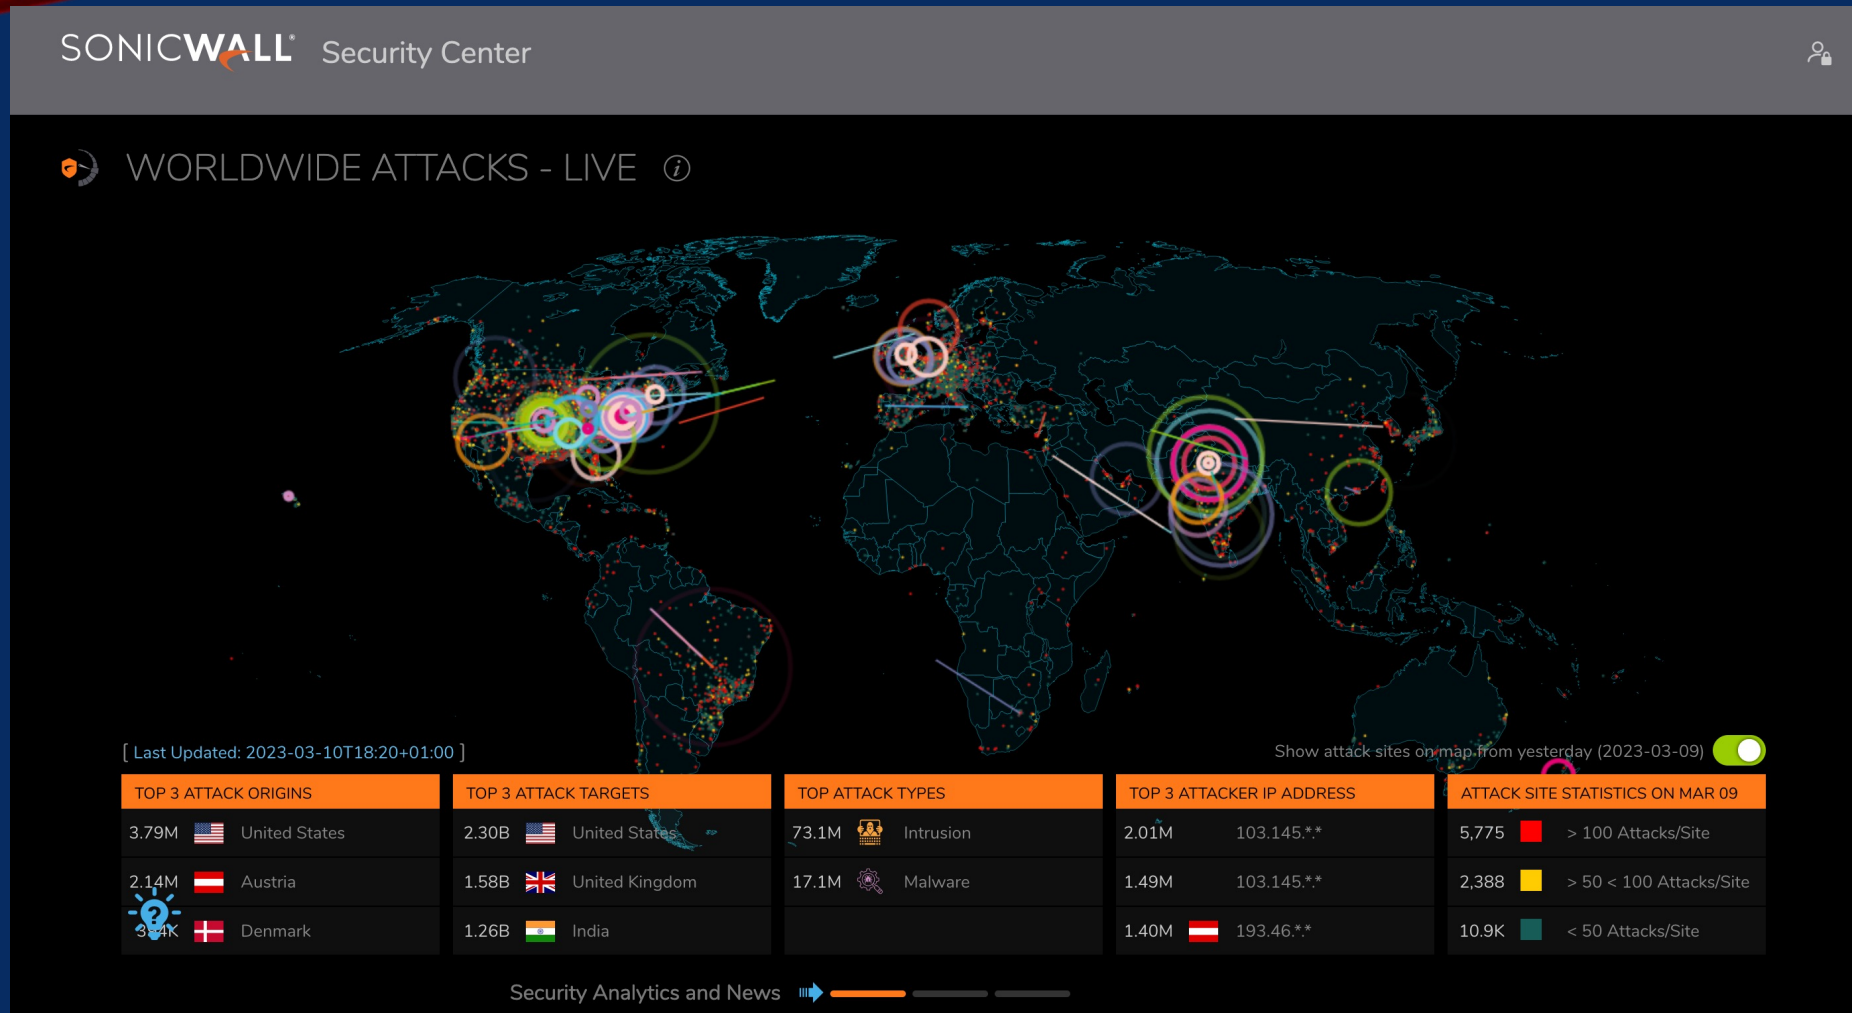 SONICWALL Security Center
WORLDWIDE ATTACKS - LIVE
[ Last Updated: 2023-03-10T18:20+01:00 ]
Show attack sites on map from yesterday (2023-03-09)
TOP 3 ATTACK ORIGINS
3.79M United States
2.14M Austria
Denmark
TOP 3 ATTACK TARGETS
2.30B United States
1.58B United Kingdom
1.26B India
TOP ATTACK TYPES
73.1M Intrusion
17.1M Malware
TOP 3 ATTACKER IP ADDRESS
2.01M 103.145.*.*
1.49M 103.145.*.*
1.40M 193.46.*.*
ATTACK SITE STATISTICS ON MAR 09
5,775 > 100 Attacks/Site
2,388 > 50 < 100 Attacks/Site
10.9K < 50 Attacks/Site
Security Analytics and News